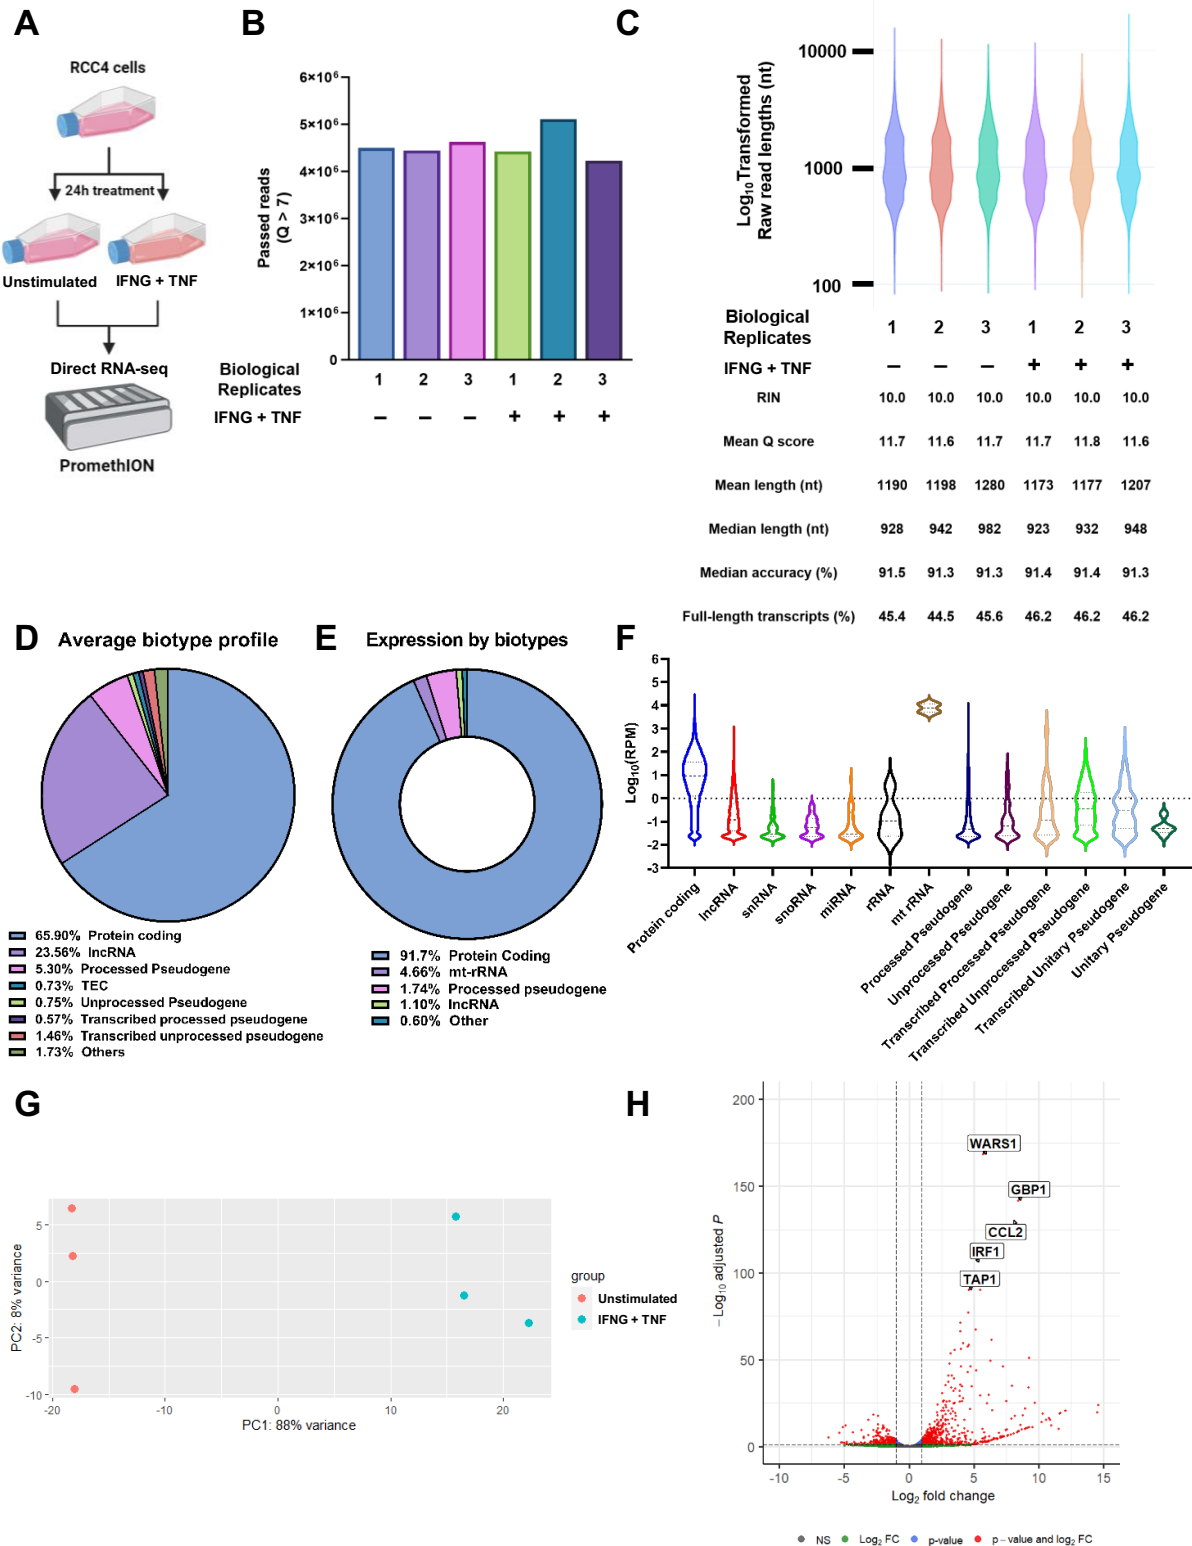 A
RCC4 cells
24h treatment
Unstimulated IFNG + TNF
Direct RNA-seq
PromethION
B
Passed reads
(Q > 7)
6×10⁶
5×10⁶
4×10⁶
3×10⁶
2×10⁶
1×10⁶
0
Biological
Replicates
1 2 3 1 2 3
IFNG + TNF
– – – + + +
C
Log₁₀Transformed
Raw read lengths (nt)
10000
1000
100
Biological
Replicates
1 2 3 1 2 3
IFNG + TNF – – – + + +
RIN 10.0 10.0 10.0 10.0 10.0 10.0
Mean Q score 11.7 11.6 11.7 11.7 11.8 11.6
Mean length (nt) 1190 1198 1280 1173 1177 1207
Median length (nt) 928 942 982 923 932 948
Median accuracy (%) 91.5 91.3 91.3 91.4 91.4 91.3
Full-length transcripts (%) 45.4 44.5 45.6 46.2 46.2 46.2
D
Average biotype profile
65.90% Protein coding
23.56% lncRNA
5.30% Processed Pseudogene
0.73% TEC
0.75% Unprocessed Pseudogene
0.57% Transcribed processed pseudogene
1.46% Transcribed unprocessed pseudogene
1.73% Others
E
Expression by biotypes
91.7% Protein Coding
4.66% mt-rRNA
1.74% Processed pseudogene
1.10% lncRNA
0.60% Other
F
Log₁₀(RPM)
6
5
4
3
2
1
0
-1
-2
-3
Protein coding
lncRNA
snRNA
snoRNA
miRNA
rRNA
mt rRNA
Processed Pseudogene
Unprocessed Pseudogene
Transcribed Processed Pseudogene
Transcribed Unprocessed Pseudogene
Transcribed Unitary Pseudogene
Unitary Pseudogene
G
PC2: 8% variance
5
0
-5
-10
-20 -10 0 10 20
PC1: 88% variance
group
Unstimulated
IFNG + TNF
H
− Log₁₀ adjusted P
200
150
100
50
0
WARS1
GBP1
CCL2
IRF1
TAP1
-10 -5 0 5 10 15
Log₂ fold change
NS Log₂ FC p-value p – value and log₂ FC